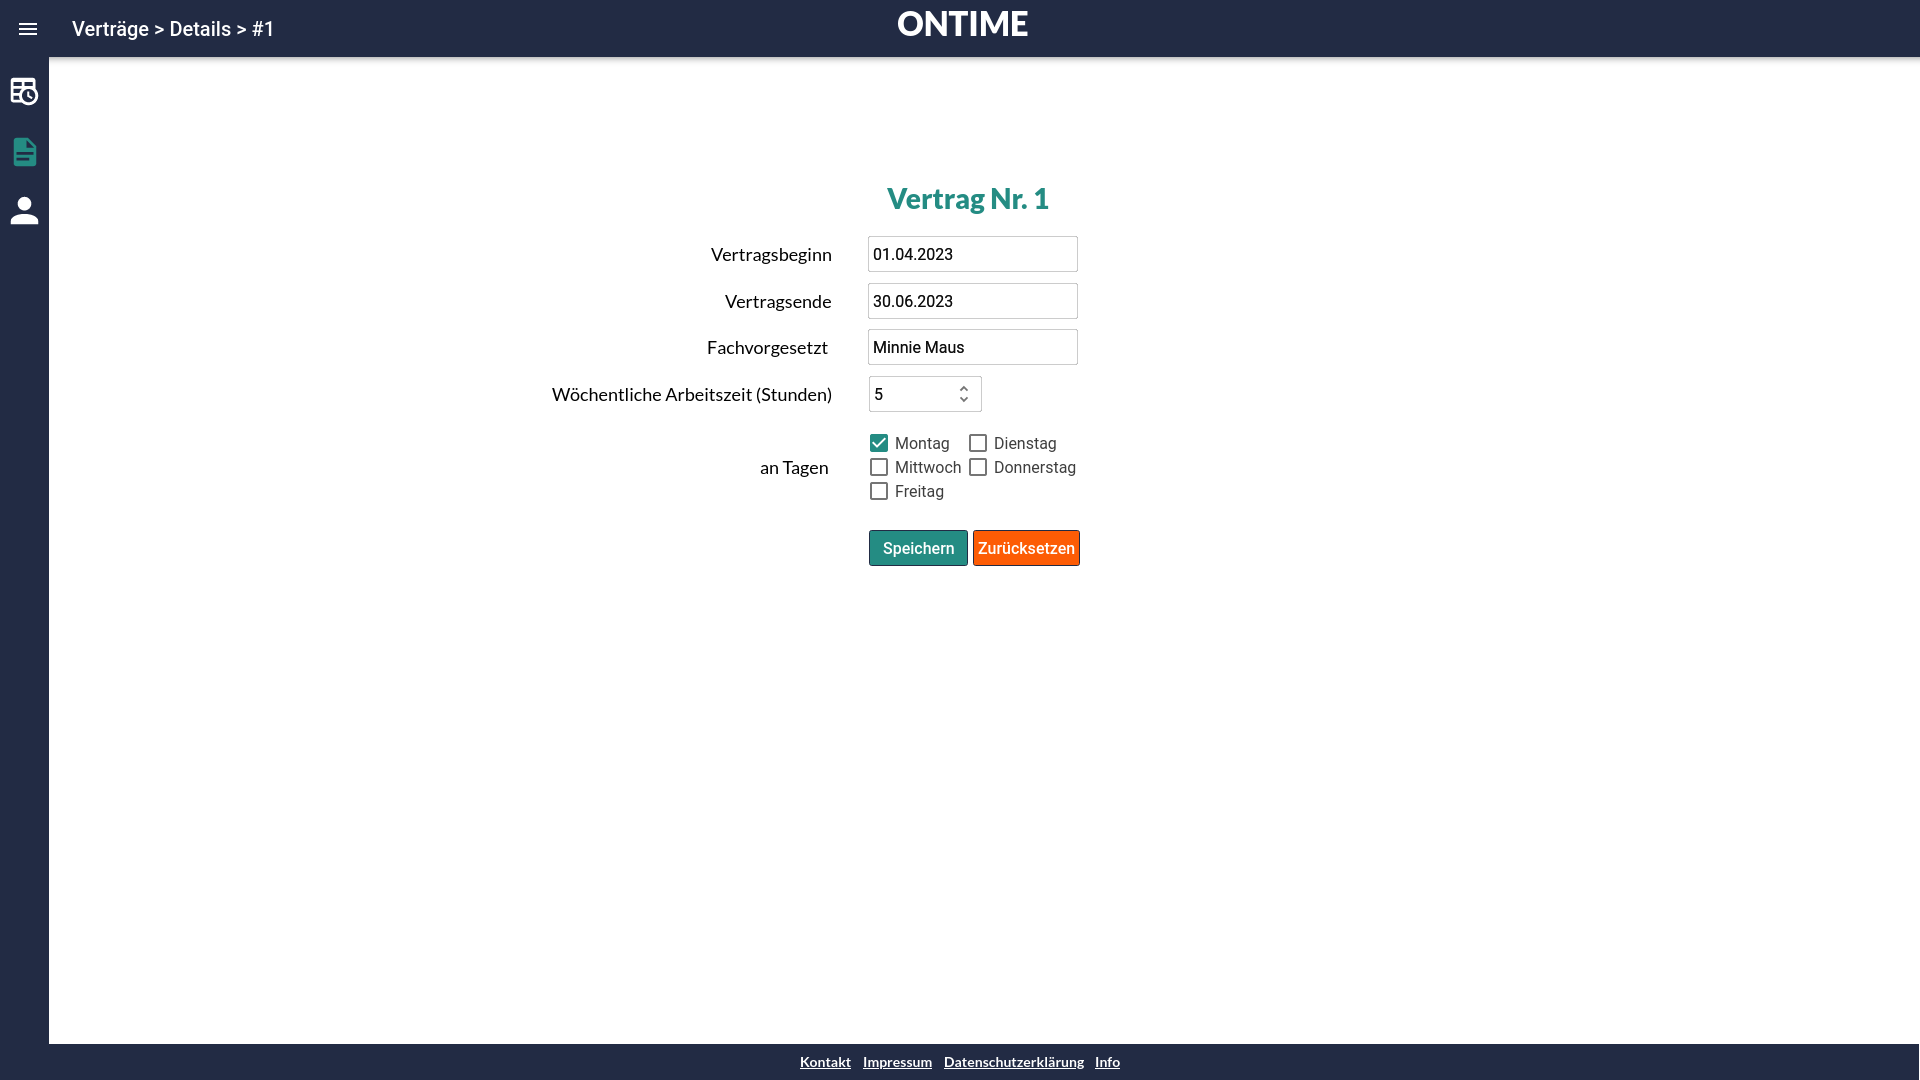 Verträge > Details > #1
ONTIME
Vertrag Nr. 1
Vertragsbeginn 01.04.2023
Vertragsende 30.06.2023
Fachvorgesetzt Minnie Maus
Wöchentliche Arbeitszeit (Stunden) 5
Montag Dienstag
an Tagen Mittwoch Donnerstag
Freitag
Speichern Zurücksetzen
Kontakt Impressum Datenschutzerklärung Info